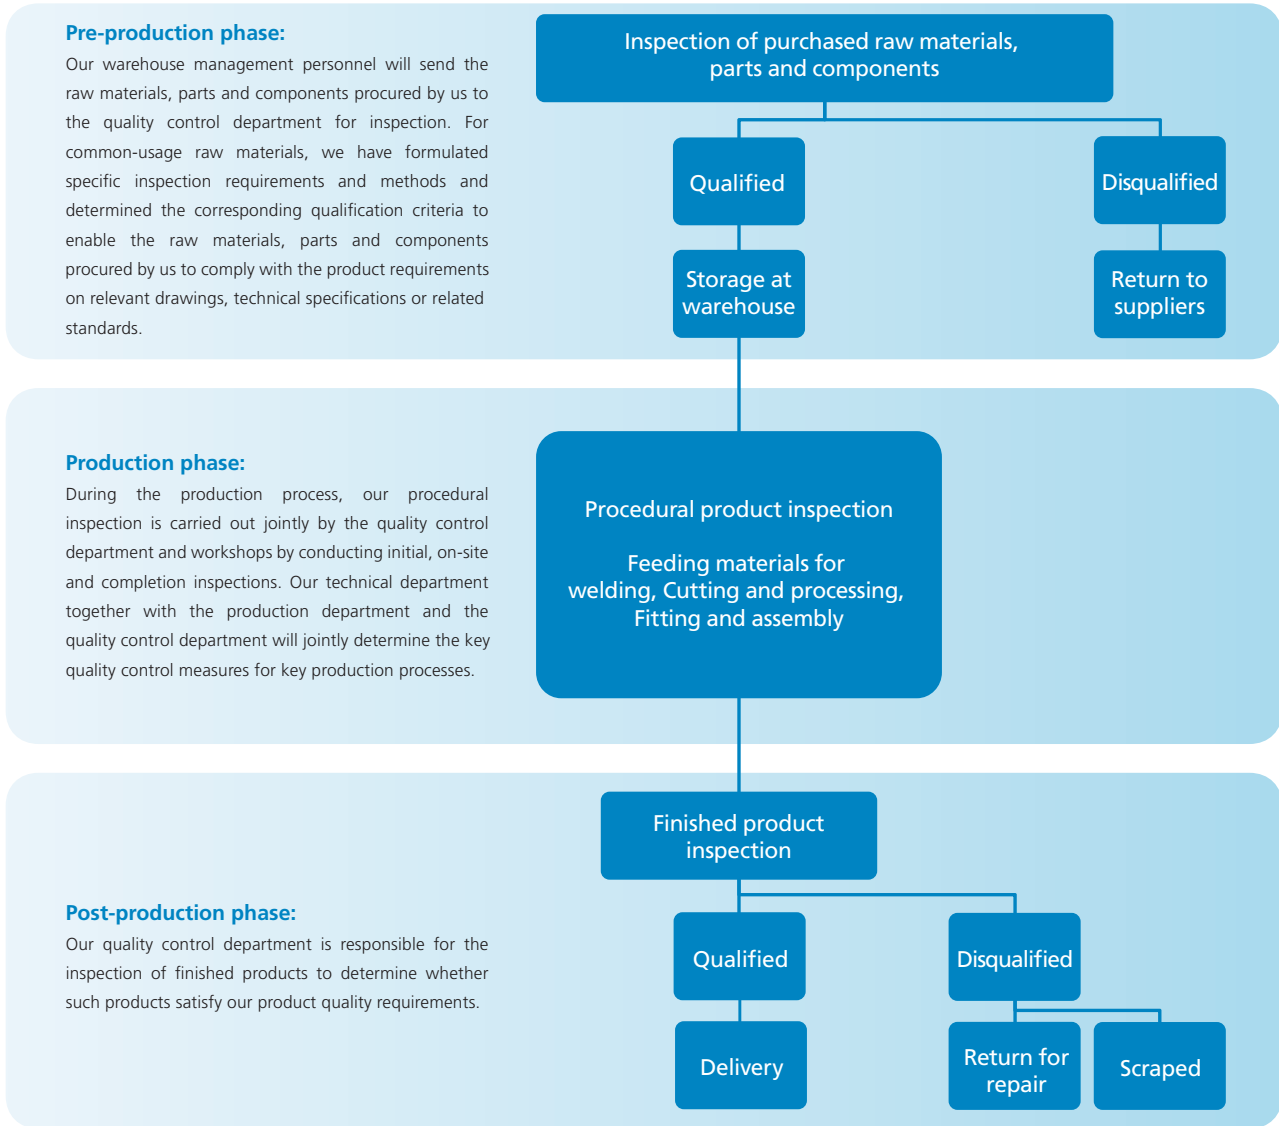 Pre-production phase:
Our warehouse management personnel will send the
raw materials, parts and components procured by us to
the quality control department for inspection. For
common-usage raw materials, we have formulated
specific inspection requirements and methods and
determined the corresponding qualification criteria to
enable the raw materials, parts and components
procured by us to comply with the product requirements
on relevant drawings, technical specifications or related
standards.
Inspection of purchased raw materials,
parts and components
Qualified
Disqualified
Storage at
warehouse
Return to
suppliers
Production phase:
During the production process, our procedural
inspection is carried out jointly by the quality control
department and workshops by conducting initial, on-site
and completion inspections. Our technical department
together with the production department and the
quality control department will jointly determine the key
quality control measures for key production processes.
Procedural product inspection
Feeding materials for
welding, Cutting and processing,
Fitting and assembly
Post-production phase:
Our quality control department is responsible for the
inspection of finished products to determine whether
such products satisfy our product quality requirements.
Finished product
inspection
Qualified
Disqualified
Delivery
Return for
repair
Scraped